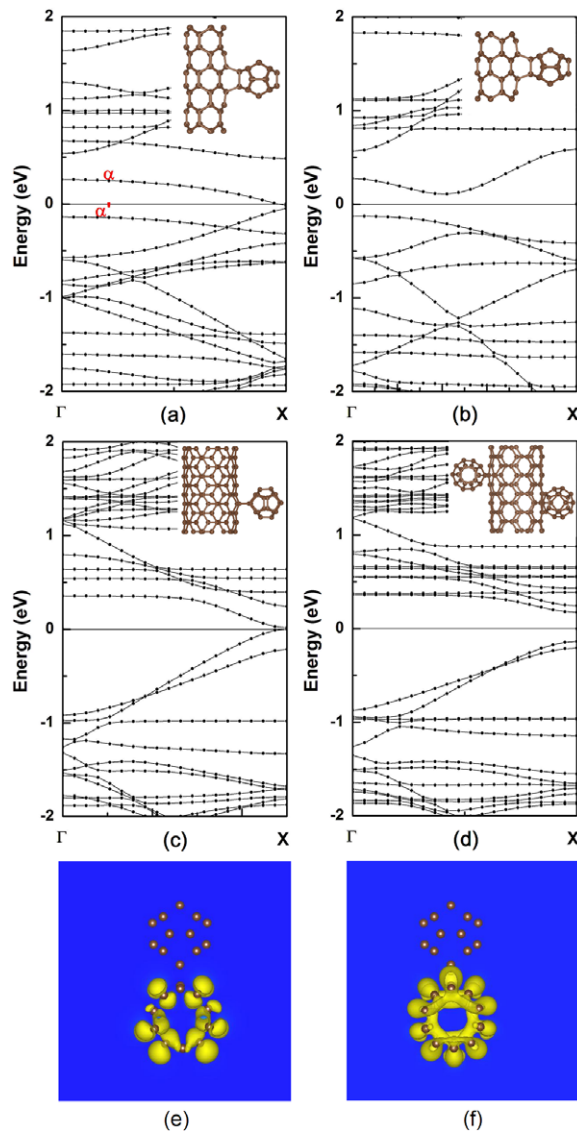 2
2
1
1
α
0
0
α'
-1
-1
-2
-2
Energy (eV)
Energy (eV)
Γ (a) X
Γ (b) X
2
2
1
1
0
0
-1
-1
-2
-2
Energy (eV)
Energy (eV)
Γ (c) X
Γ (d) X
(e) (f)